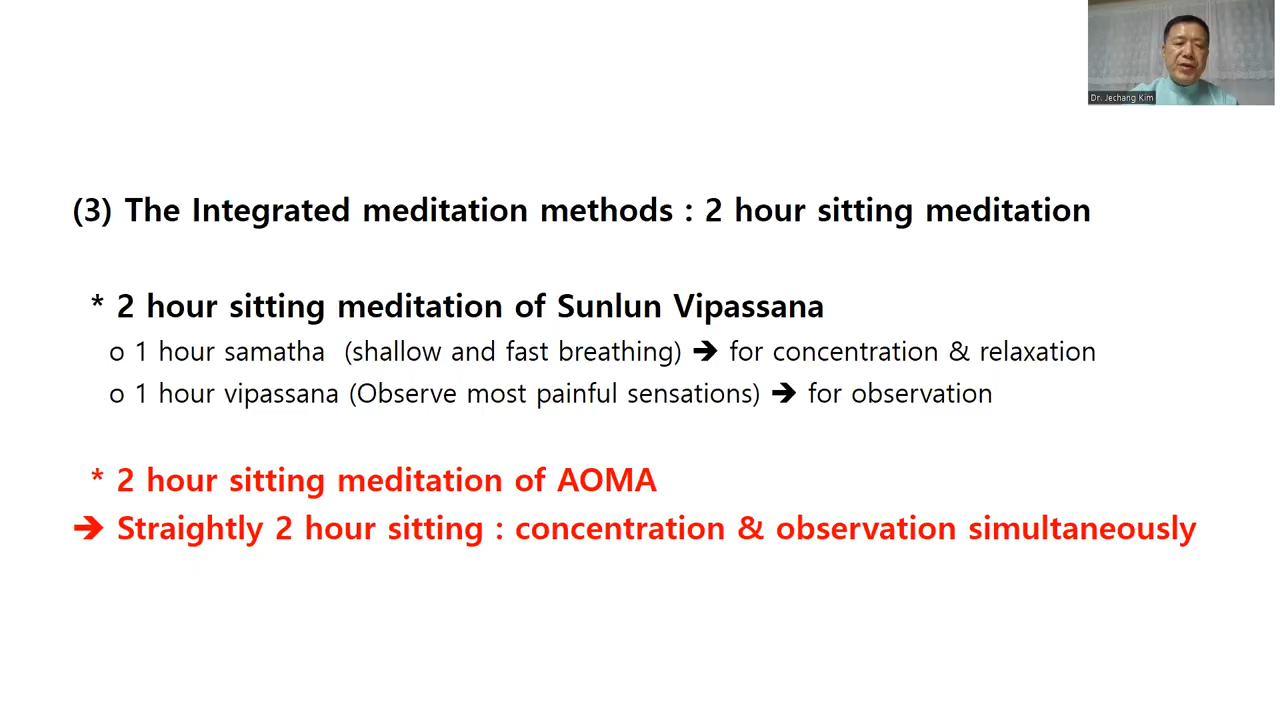 Dr. Jechang Kim
(3) The Integrated meditation methods : 2 hour sitting meditation
* 2 hour sitting meditation of Sunlun Vipassana
o 1 hour samatha (shallow and fast breathing) ➔ for concentration & relaxation
o 1 hour vipassana (Observe most painful sensations) ➔ for observation
* 2 hour sitting meditation of AOMA
➔ Straightly 2 hour sitting : concentration & observation simultaneously